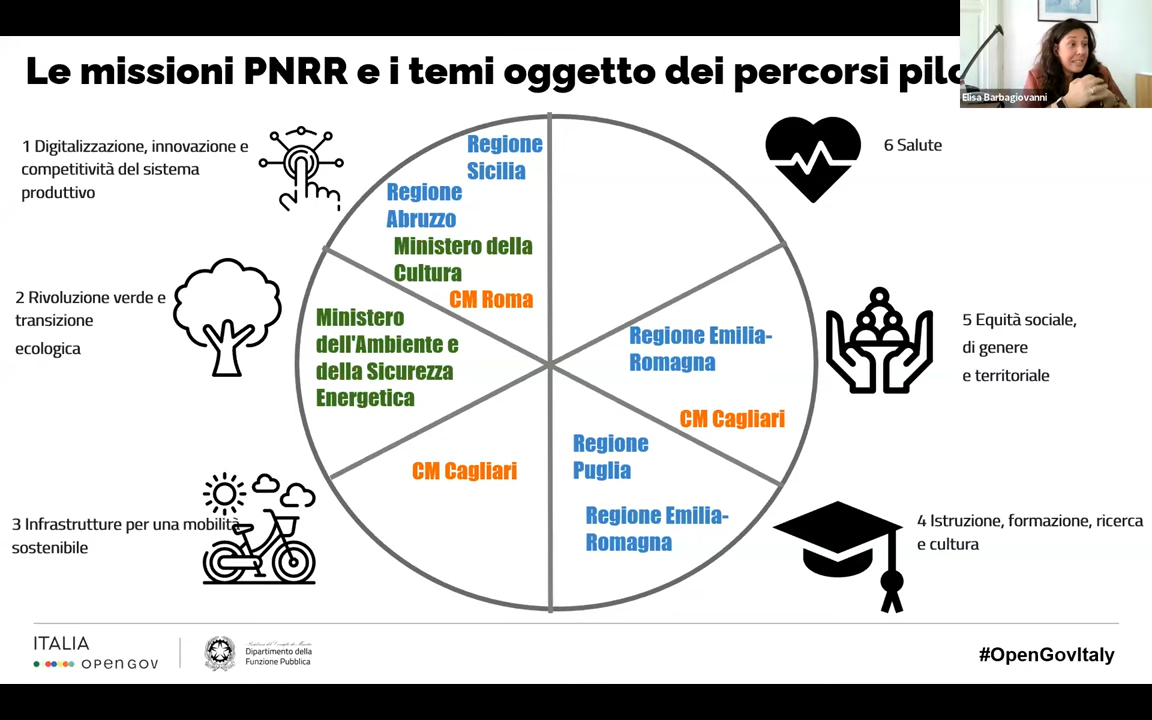 Le missioni PNRR e i temi oggetto dei percorsi pilo
Elisa Barbagiovanni
1 Digitalizzazione, innovazione e
competitività del sistema
produttivo
Regione
Sicilia
Regione
Abruzzo
Ministero della
Cultura
CM Roma
6 Salute
2 Rivoluzione verde e
transizione
ecologica
Ministero
dell'Ambiente e
della Sicurezza
Energetica
Regione Emilia-
Romagna
CM Cagliari
5 Equità sociale,
di genere
e territoriale
3 Infrastrutture per una mobilità
sostenibile
CM Cagliari
Regione
Puglia
Regione Emilia-
Romagna
4 Istruzione, formazione, ricerca
e cultura
ITALIA
OPENGOV
Dipartimento della
Funzione Pubblica
#OpenGovItaly